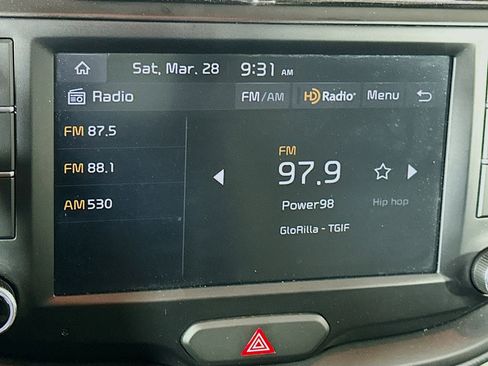 Sat, Mar. 28 9:31 AM
Radio FM/AM HD Radio® Menu
FM 87.5
FM 88.1
AM 530
FM
97.9
Power98
Hip hop
GloRilla - TGIF